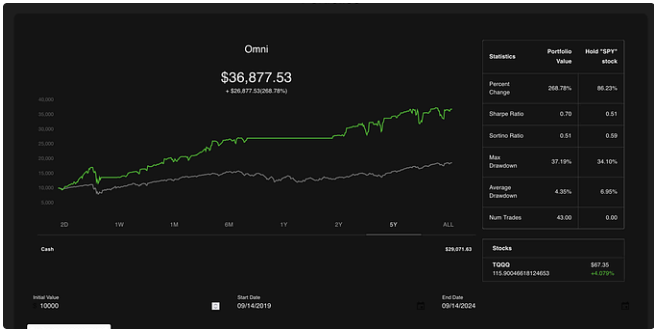 Omni
$36,877.53
+ $26,877.53(268.78%)
40,000
35,000
30,000
25,000
20,000
15,000
10,000
5,000
2D 1W 1M 6M 1Y 2Y 5Y ALL
Cash $29,071.63
Statistics Portfolio Value Hold "SPY" stock
Percent Change 268.78% 86.23%
Sharpe Ratio 0.70 0.51
Sortino Ratio 0.51 0.59
Max Drawdown 37.19% 34.10%
Average Drawdown 4.35% 6.95%
Num Trades 43.00 0.00
Stocks
TQQQ $67.35
115.90046618124653 +4.079%
Initial Value Start Date End Date
10000 09/14/2019 09/14/2024